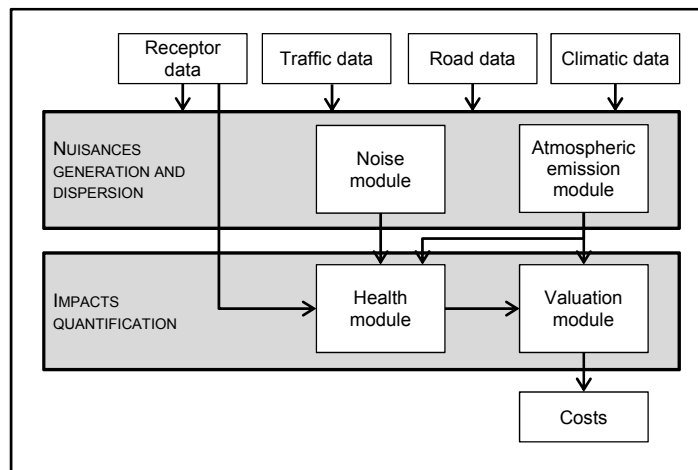 Receptor
data
Traffic data
Road data
Climatic data
NUISANCES
GENERATION AND
DISPERSION
Noise
module
Atmospheric
emission module
IMPACTS
QUANTIFICATION
Health
module
Valuation
module
Costs